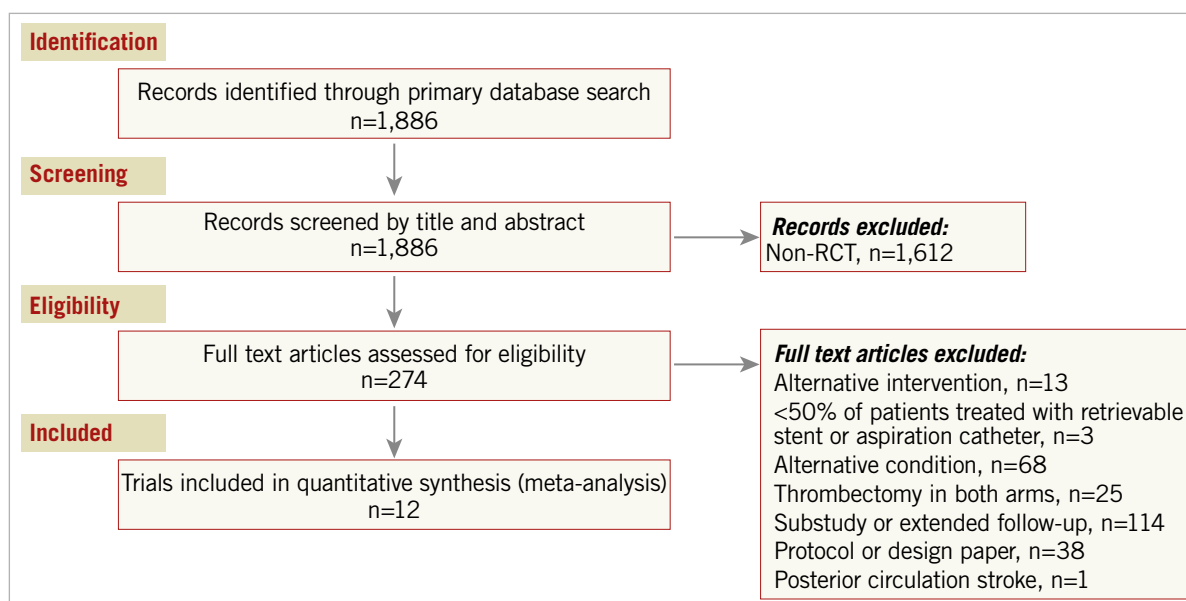 Identification
Records identified through primary database search
n=1,886
Screening
Records screened by title and abstract
n=1,886
Records excluded:
Non-RCT, n=1,612
Eligibility
Full text articles assessed for eligibility
n=274
Full text articles excluded:
Alternative intervention, n=13
<50% of patients treated with retrievable
stent or aspiration catheter, n=3
Alternative condition, n=68
Thrombectomy in both arms, n=25
Substudy or extended follow-up, n=114
Protocol or design paper, n=38
Posterior circulation stroke, n=1
Included
Trials included in quantitative synthesis (meta-analysis)
n=12